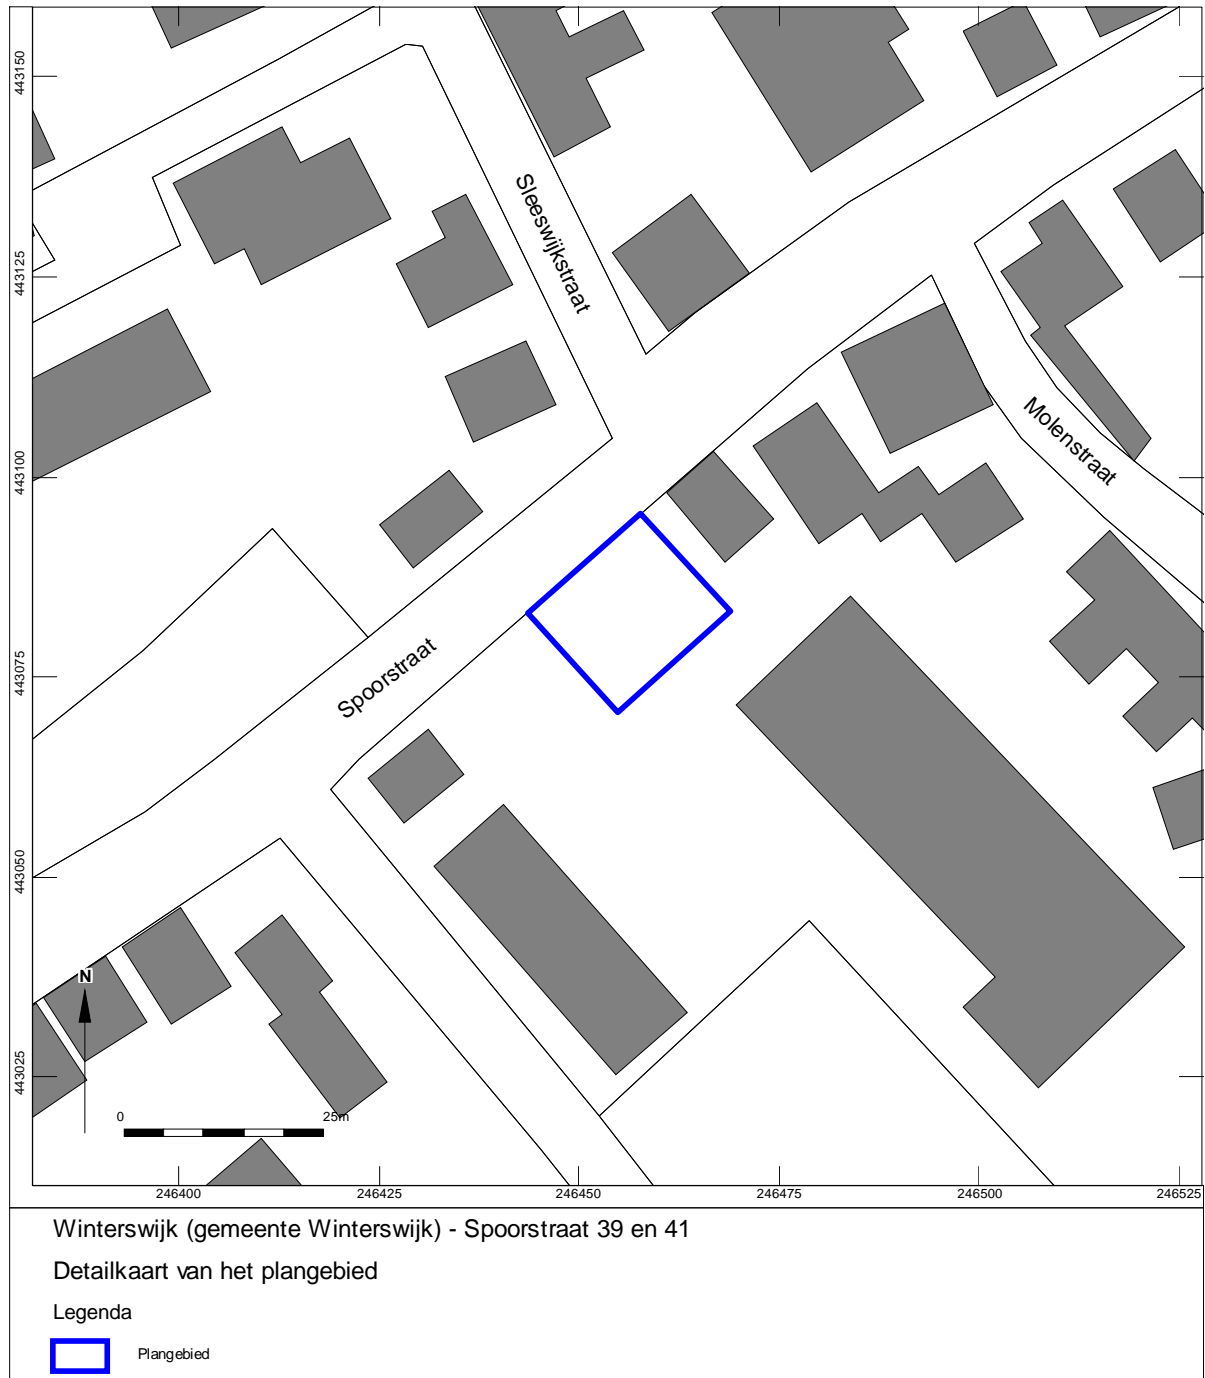 443150
443125
443100
443075
443050
443025
Sleeswijkstraat
Molenstraat
Spoorstraat
N
0 25m
246400 246425 246450 246475 246500 246525
Winterswijk (gemeente Winterswijk) - Spoorstraat 39 en 41
Detailkaart van het plangebied
Legenda
Plangebied